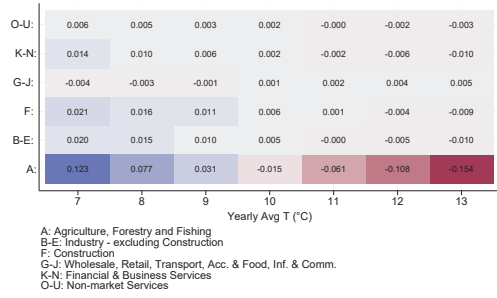 O-U: 0.006 0.005 0.003 0.002 -0.000 -0.002 -0.003
K-N: 0.014 0.010 0.006 0.002 -0.002 -0.006 -0.010
G-J: -0.004 -0.003 -0.001 0.001 0.002 0.004 0.005
F: 0.021 0.016 0.011 0.006 0.001 -0.004 -0.009
B-E: 0.020 0.015 0.010 0.005 -0.000 -0.005 -0.010
A: 0.123 0.077 0.031 -0.015 -0.061 -0.108 -0.154
7 8 9 10 11 12 13
Yearly Avg T (°C)
A: Agriculture, Forestry and Fishing
B-E: Industry - excluding Construction
F: Construction
G-J: Wholesale, Retail, Transport, Acc. & Food, Inf. & Comm.
K-N: Financial & Business Services
O-U: Non-market Services